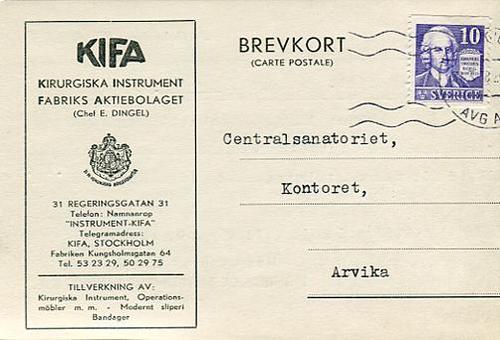 KIFA
KIRURGISKA INSTRUMENT
FABRIKS AKTIEBOLAGET
(Chef E. DINGEL)
31 REGERINGSGATAN 31
Telefon: Namnanrop
"INSTRUMENT-KIFA"
Telegramadress:
KIFA, STOCKHOLM
Fabriken Kungsholmsgatan 64
Tel. 53 23 29, 50 29 75
TILLVERKNING AV:
Kirurgiska Instrument, Operations-
möbler m. m. - Modernt sliperi
Bandager
BREVKORT
(CARTE POSTALE)
10
SVERIGE
AVG A
Centralsanatoriet,
Kontoret,
Arvika